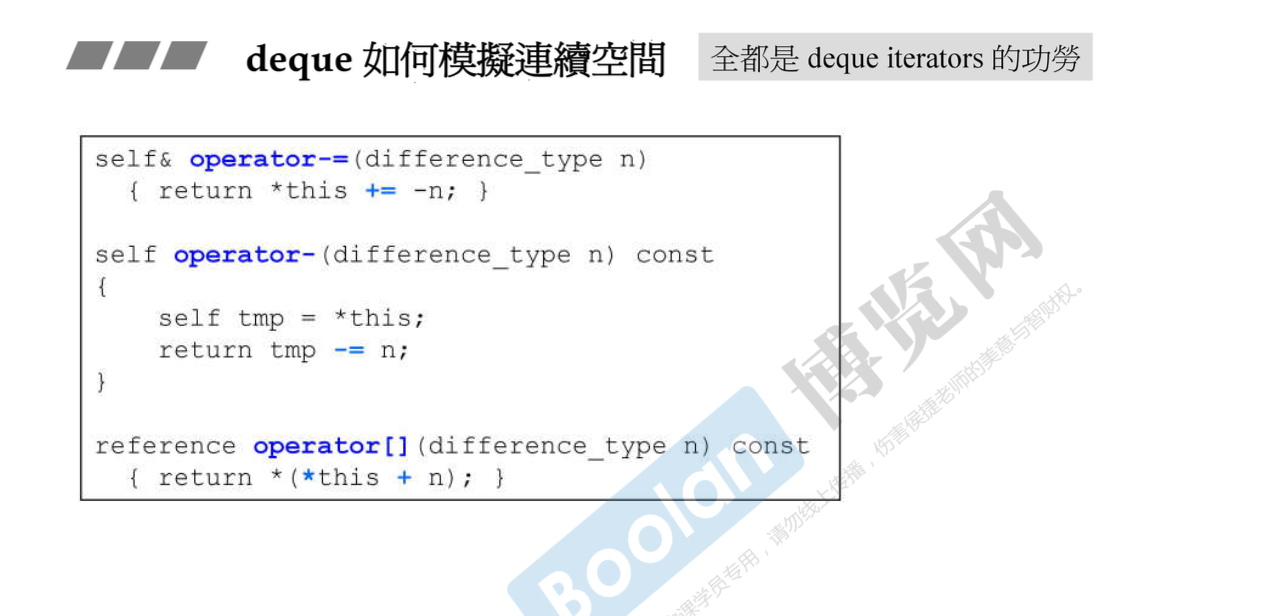 deque 如何模擬連續空間 全都是 deque iterators 的功勞
self& operator-=(difference_type n)
{ return *this += -n; }
self operator-(difference_type n) const
{
self tmp = *this;
return tmp -= n;
}
reference operator[](difference_type n) const
{ return *(*this + n); }
Boolan 博览网
课学员专用，请勿线上传播，伤害侯捷老师的美意与智财权。